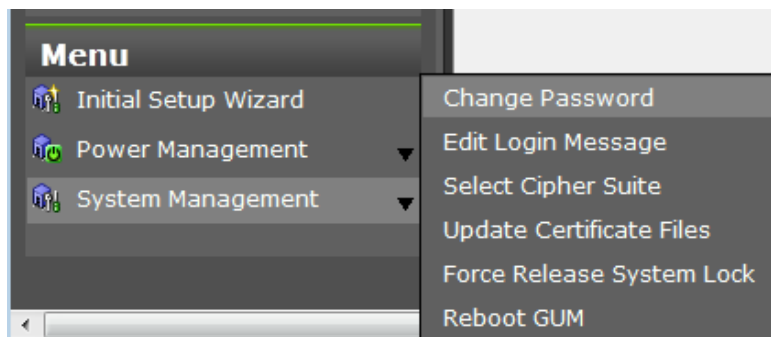 Menu
Initial Setup Wizard
Power Management
System Management
Change Password
Edit Login Message
Select Cipher Suite
Update Certificate Files
Force Release System Lock
Reboot GUM